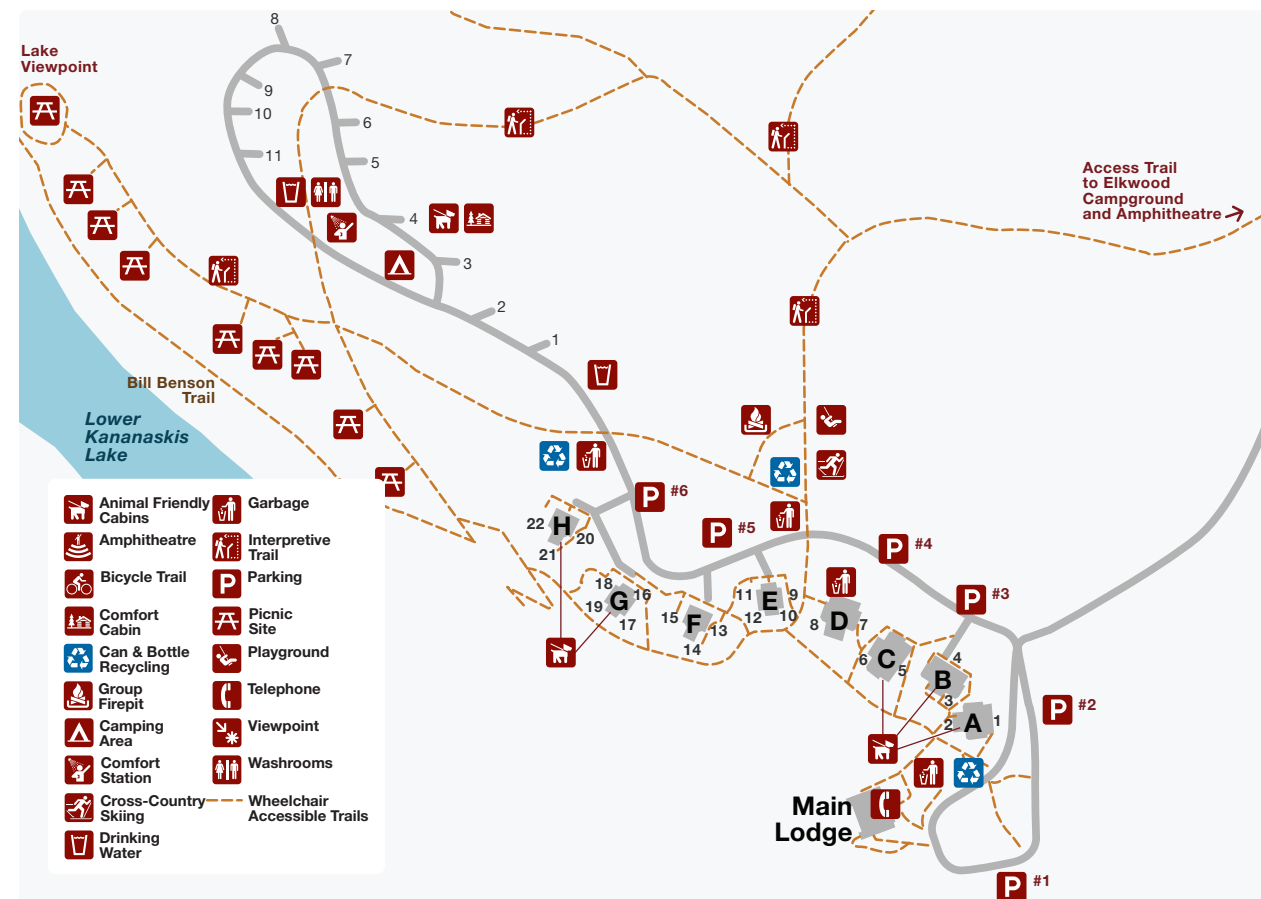 8
Lake
Viewpoint
7
9
10
6
11
5
Access Trail
to Elkwood
Campground
and Amphitheatre
4
3
2
1
Bill Benson
Trail
Lower
Kananaskis
Lake
P #6
P #5
P #4
P #3
P #2
P #1
22 H 20
21
18 16
G
19
17
15 F 13
14
11 E 9
12 10
D
8 7
C
6 5
4
B
3
2 A 1
Main
Lodge
Animal Friendly
Cabins
Amphitheatre
Bicycle Trail
Comfort
Cabin
Can & Bottle
Recycling
Group
Firepit
Camping
Area
Comfort
Station
Cross-Country
Skiing
Drinking
Water
Garbage
Interpretive
Trail
P Parking
Picnic
Site
Playground
Telephone
Viewpoint
Washrooms
Wheelchair
Accessible Trails